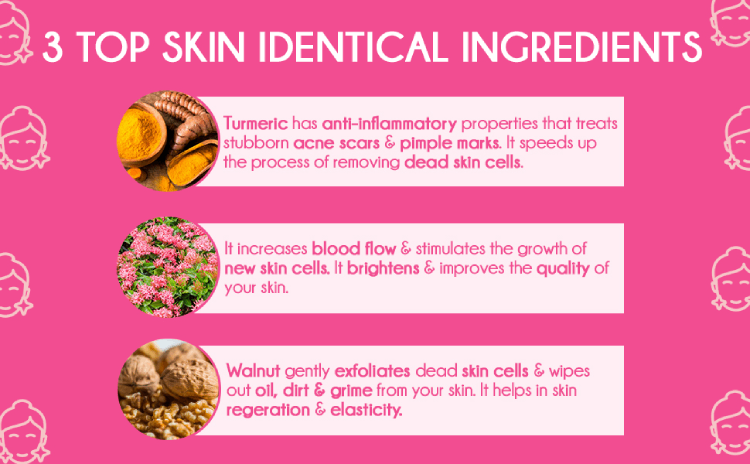 3 TOP SKIN IDENTICAL INGREDIENTS
Turmeric has anti-inflammatory properties that treats
stubborn acne scars & pimple marks. It speeds up
the process of removing dead skin cells.
It increases blood flow & stimulates the growth of
new skin cells. It brightens & improves the quality of
your skin.
Walnut gently exfoliates dead skin cells & wipes
out oil, dirt & grime from your skin. It helps in skin
regeration & elasticity.